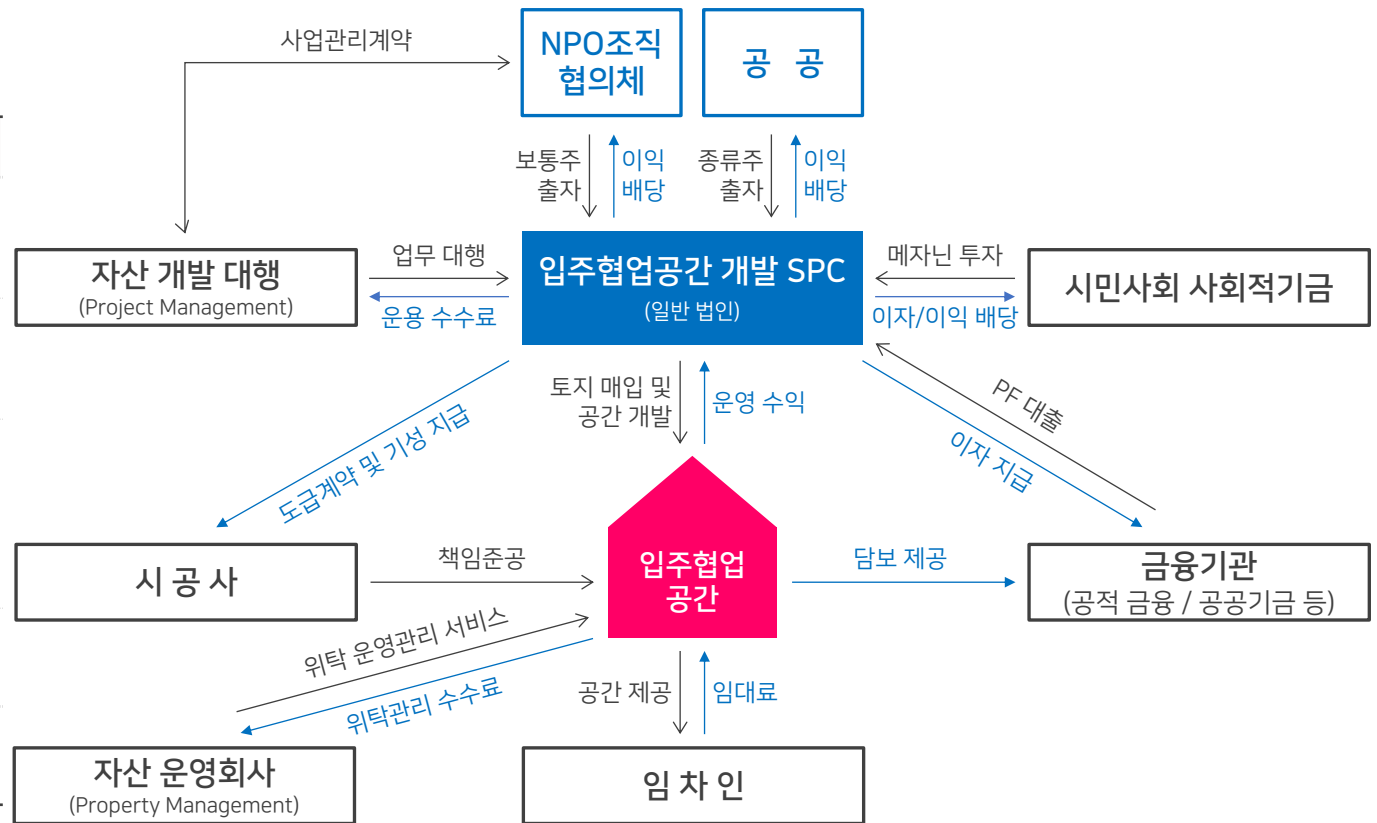 사업관리계약
NPO조직
협의체
공 공
보통주
출자
이익
배당
종류주
출자
이익
배당
자산 개발 대행
(Project Management)
업무 대행
운용 수수료
입주협업공간 개발 SPC
(일반 법인)
메자닌 투자
이자/이익 배당
시민사회 사회적기금
도급계약 및 기성 지급
토지 매입 및
공간 개발
운영 수익
PF 대출
이자 지급
시 공 사
책임준공
입주협업
공간
담보 제공
금융기관
(공적 금융 / 공공기금 등)
위탁 운영관리 서비스
위탁관리 수수료
공간 제공
임대료
자산 운영회사
(Property Management)
임 차 인